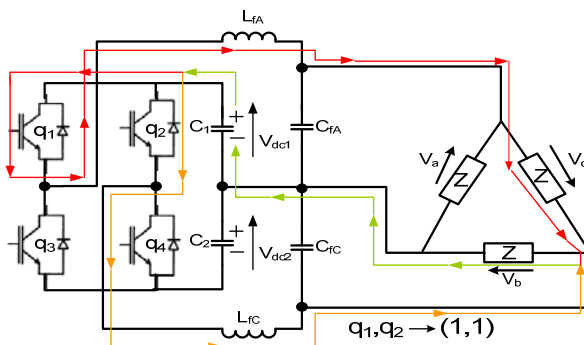 LfA
q1
q2
C1
+
−
Vdc1
CfA
Va
Z
Z
Vc
q3
q4
C2
+
−
Vdc2
CfC
Z
Vb
LfC
q1,q2 → (1,1)